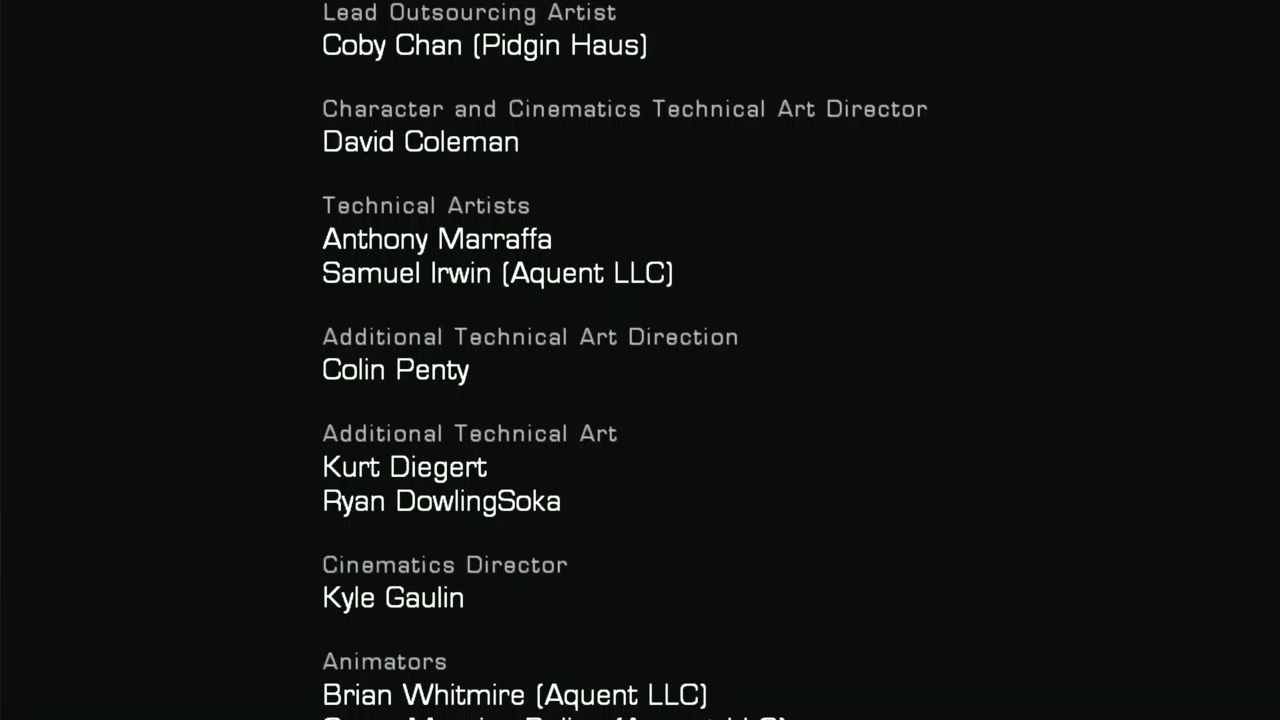 Lead Outsourcing Artist
Coby Chan (Pidgin Haus)
Character and Cinematics Technical Art Director
David Coleman
Technical Artists
Anthony Marraffa
Samuel Irwin (Aquent LLC)
Additional Technical Art Direction
Colin Penty
Additional Technical Art
Kurt Diegert
Ryan DowlingSoka
Cinematics Director
Kyle Gaulin
Animators
Brian Whitmire (Aquent LLC)